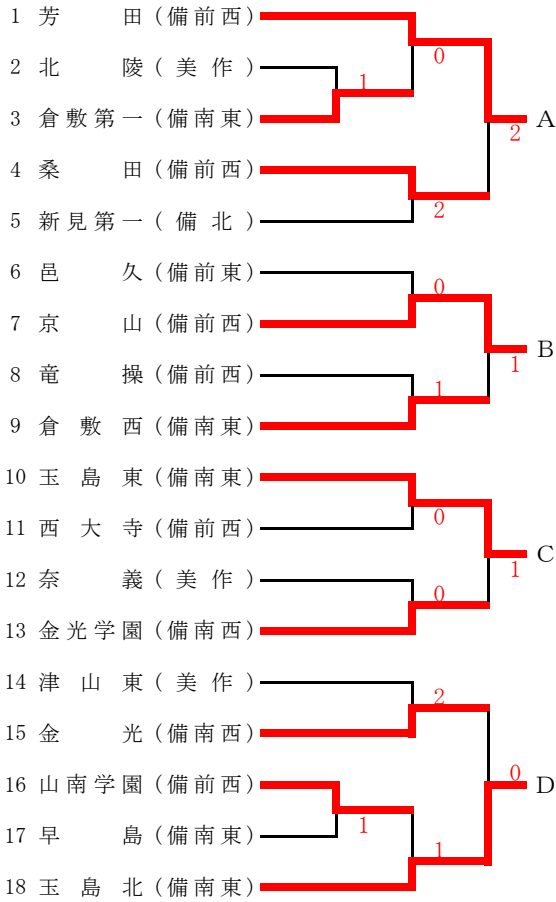 1 芳田(備前西)
0
2 北陵(美作)
1
3 倉敷第一(備南東)
2 A
4 桑田(備前西)
2
5 新見第一(備北)
6 邑久(備前東)
0
7 京山(備前西)
1 B
8 竜操(備前西)
1
9 倉敷西(備南東)
10 玉島東(備南東)
0
11 西大寺(備前西)
1 C
12 奈義(美作)
0
13 金光学園(備南西)
14 津山東(美作)
2
15 金光(備南西)
0 D
16 山南学園(備前西)
1
17 早島(備南東)
1
18 玉島北(備南東)